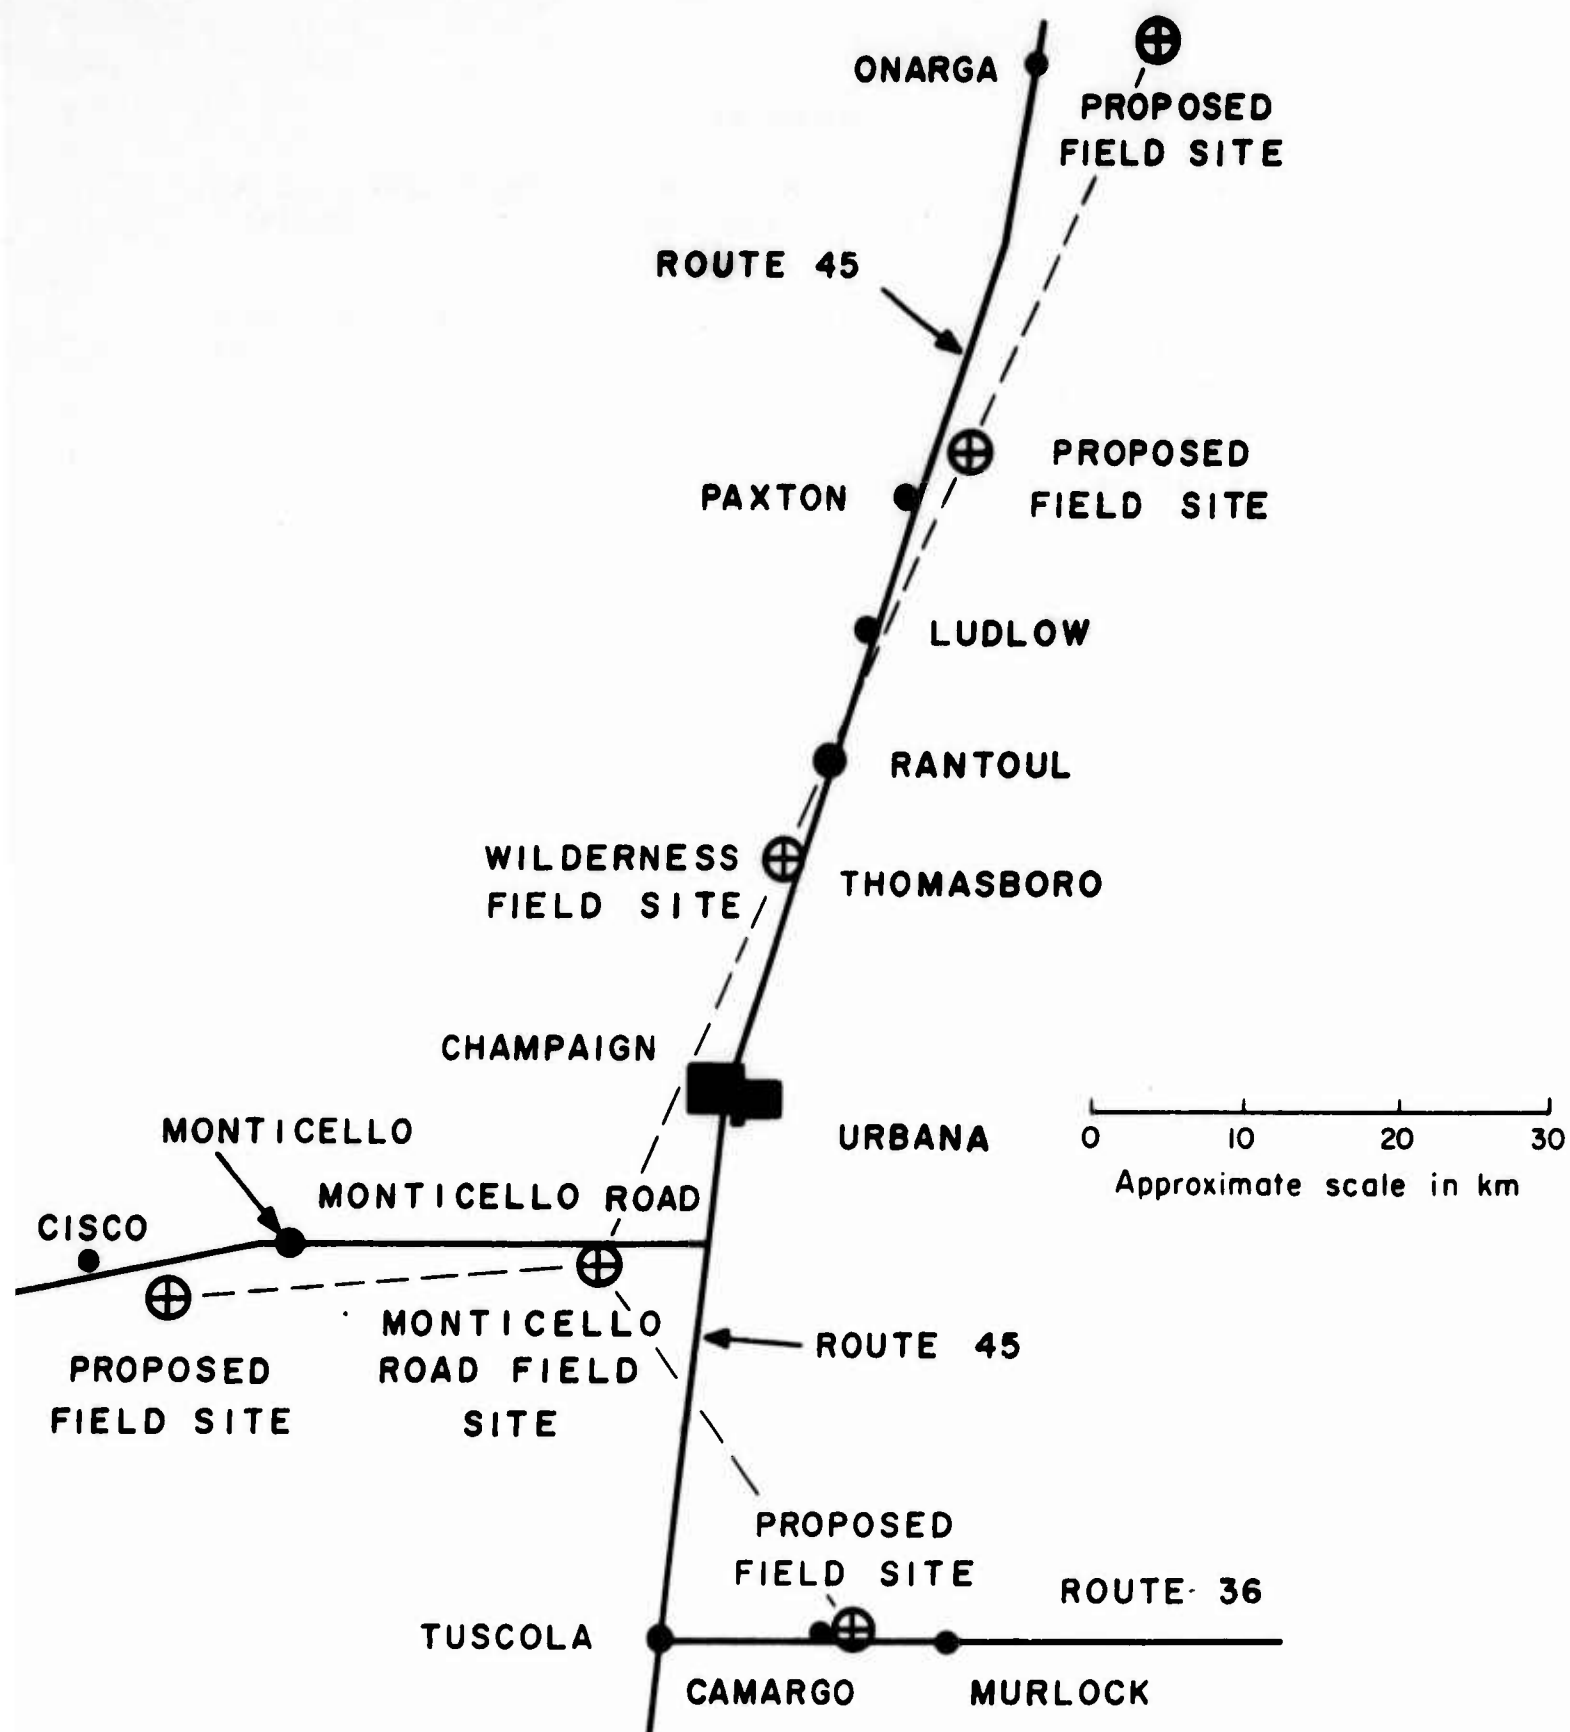 ONARGA
PROPOSED
FIELD SITE
ROUTE 45
PROPOSED
FIELD SITE
PAXTON
LUDLOW
RANTOUL
WILDERNESS
FIELD SITE
THOMASBORO
CHAMPAIGN
URBANA
0 10 20 30
Approximate scale in km
MONTICELLO
MONTICELLO ROAD
CISCO
MONTICELLO
ROAD FIELD
SITE
PROPOSED
FIELD SITE
ROUTE 45
PROPOSED
FIELD SITE
ROUTE 36
TUSCOLA
CAMARGO
MURLOCK